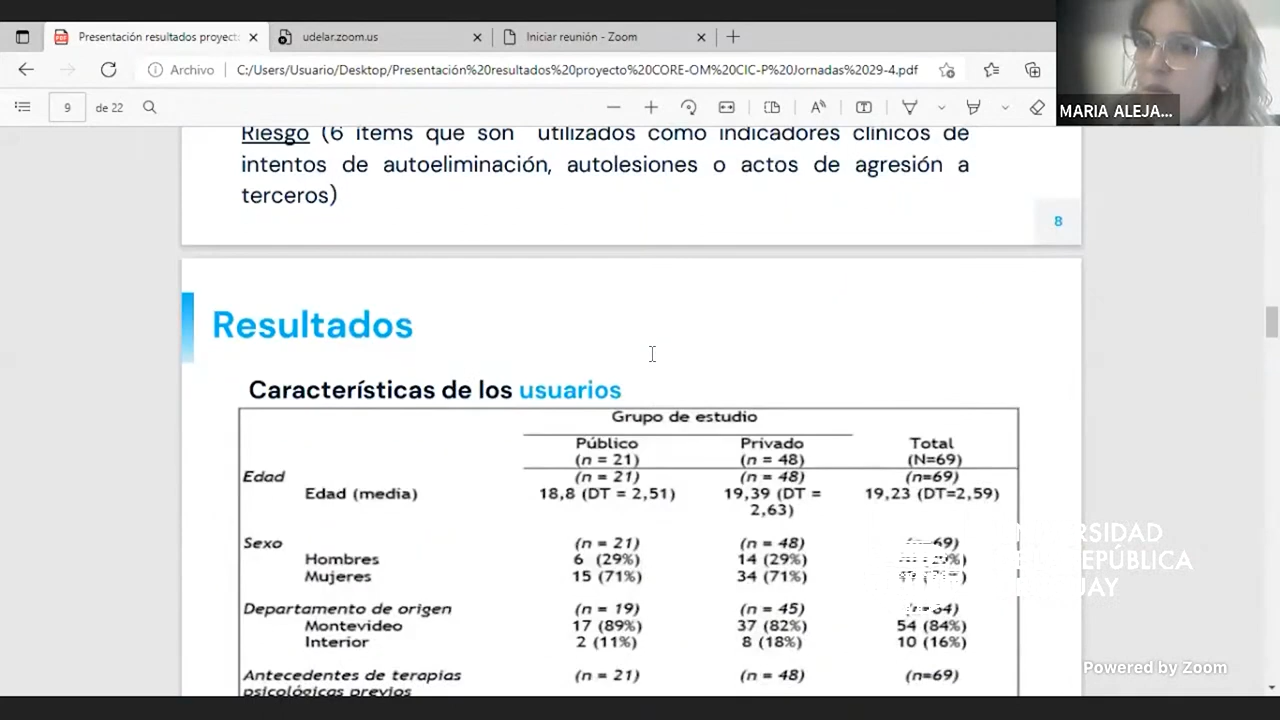 Presentación resultados proyect
udelar.zoom.us
Iniciar reunión - Zoom
Archivo
C:/Users/Usuario/Desktop/Presentación%20resultados%20proyecto%20CORE-OM%20CIC-P%20Jornadas%2029-4.pdf
9 de 22
MARIA ALEJA...
Riesgo (6 ítems que son utilizados como indicadores clínicos de
intentos de autoeliminación, autolesiones o actos de agresión a
terceros)
8
Resultados
Características de los usuarios
Grupo de estudio
Público Privado Total
(n = 21) (n = 48) (N=69)
Edad (n = 21) (n = 48) (n=69)
Edad (media) 18,8 (DT = 2,51) 19,39 (DT = 19,23 (DT=2,59)
2,63)
Sexo (n = 21) (n = 48)
Hombres 6 (29%) 14 (29%)
Mujeres 15 (71%) 34 (71%)
Departamento de origen (n = 19) (n = 45)
Montevideo 17 (89%) 37 (82%) 54 (84%)
Interior 2 (11%) 8 (18%) 10 (16%)
Antecedentes de terapias (n = 21) (n = 48) (n=69)
psicológicas previos
Powered by Zoom